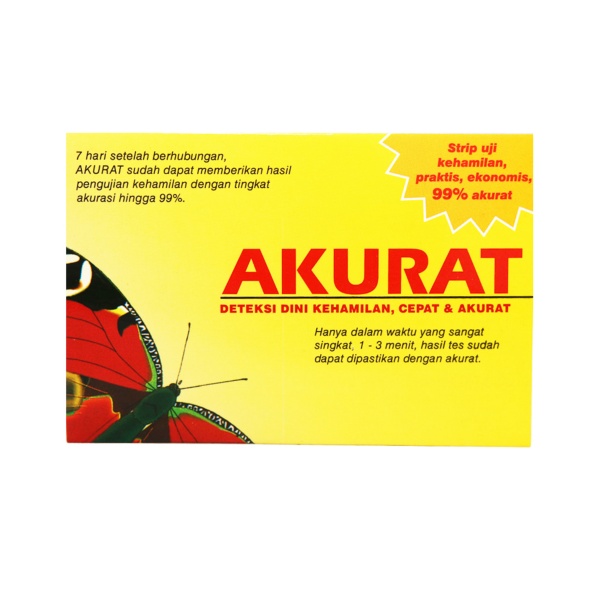 7 hari setelah berhubungan,
AKURAT sudah dapat memberikan hasil
pengujian kehamilan dengan tingkat
akurasi hingga 99%.
Strip uji
kehamilan,
praktis, ekonomis,
99% akurat
AKURAT
DETEKSI DINI KEHAMILAN, CEPAT & AKURAT
Hanya dalam waktu yang sangat
singkat, 1 - 3 menit, hasil tes sudah
dapat dipastikan dengan akurat.